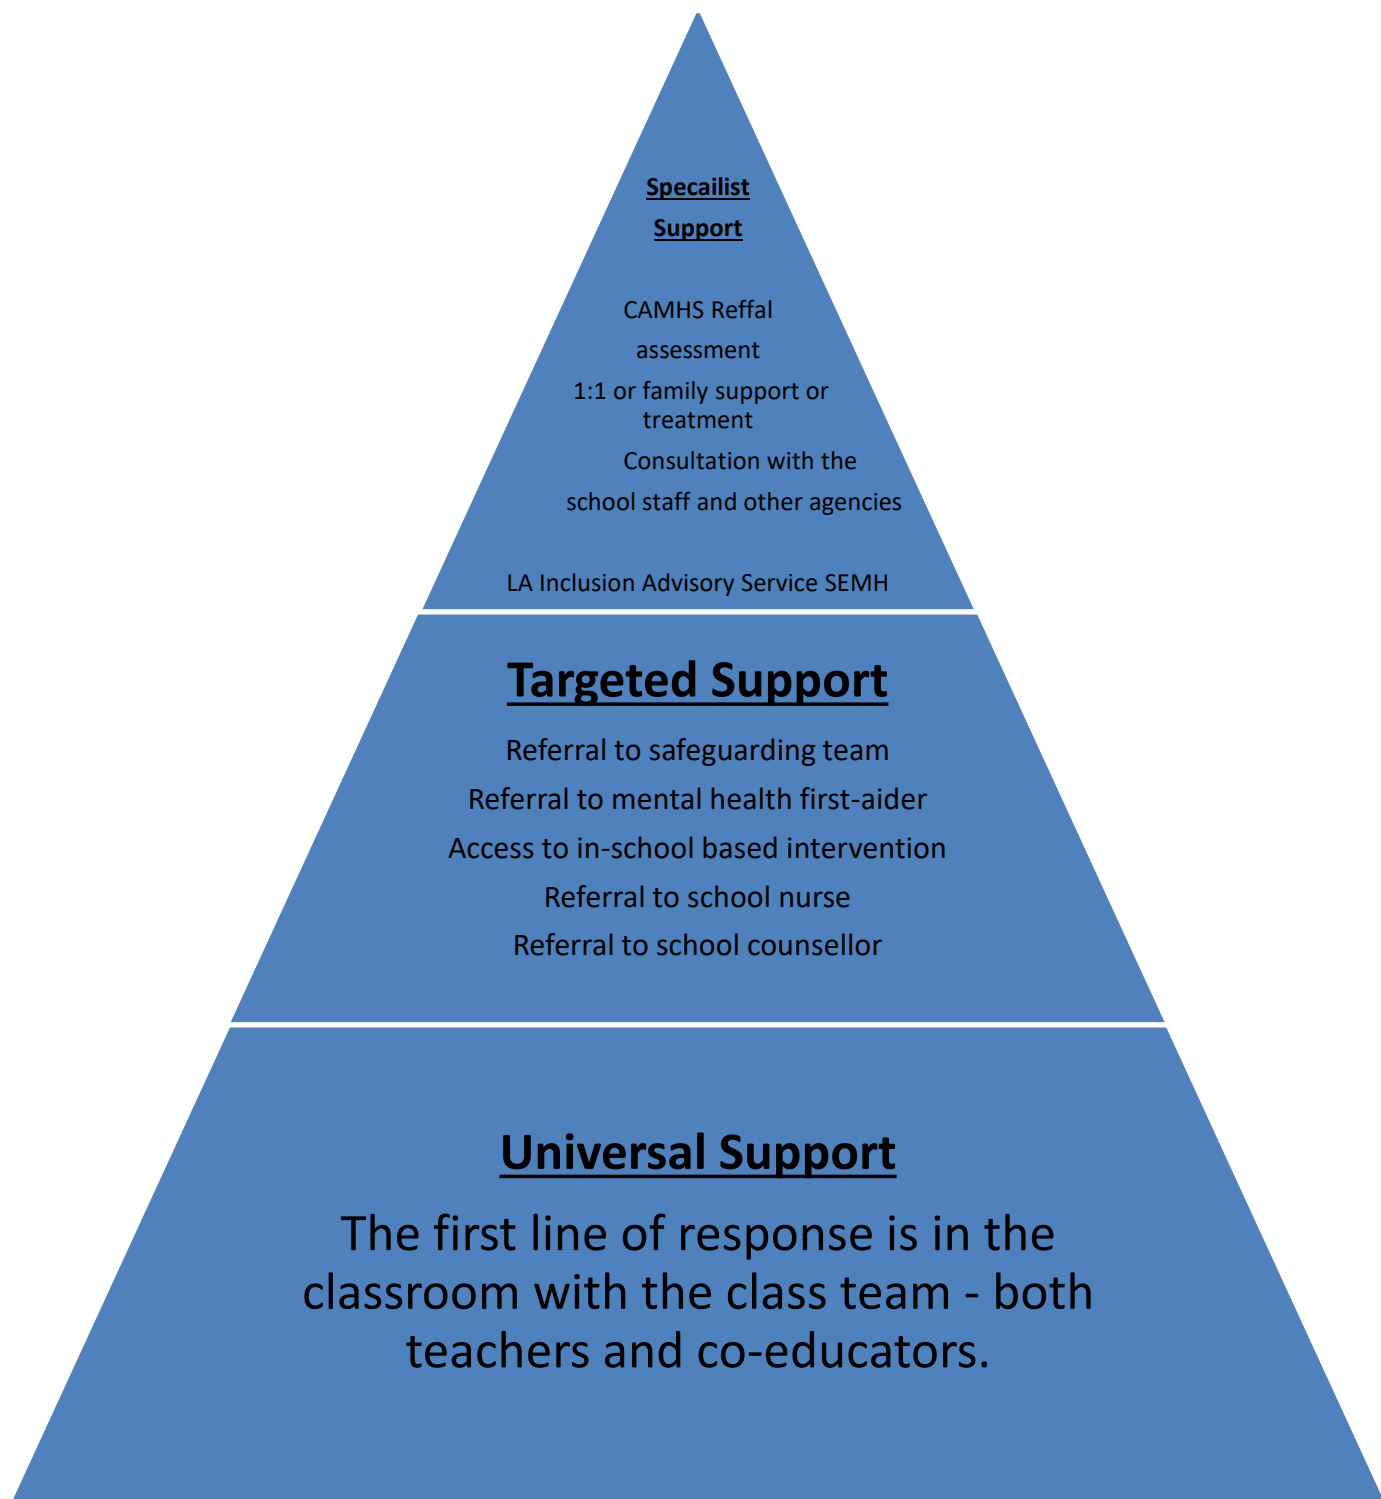 Specailist
Support
CAMHS Reffal
assessment
1:1 or family support or
treatment
Consultation with the
school staff and other agencies
LA Inclusion Advisory Service SEMH
Targeted Support
Referral to safeguarding team
Referral to mental health first-aider
Access to in-school based intervention
Referral to school nurse
Referral to school counsellor
Universal Support
The first line of response is in the
classroom with the class team - both
teachers and co-educators.